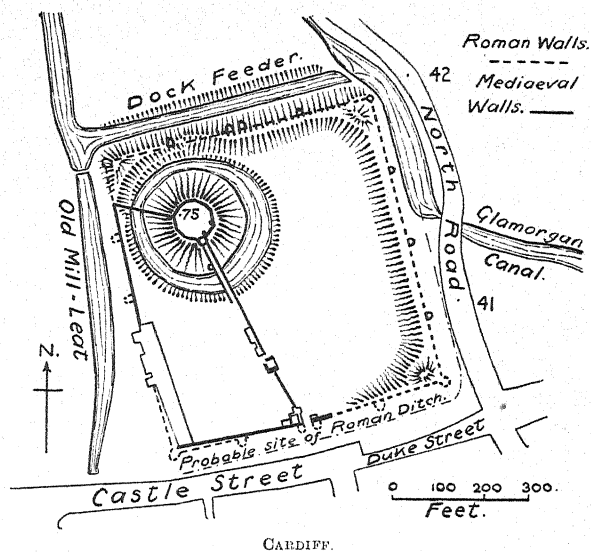 Roman Walls.
Mediaeval
Walls.
Dock Feeder.
42
North
Road.
Glamorgan
Canal.
41
75
Old Mill-Leat
N.
Probable site of Roman Ditch.
Duke Street
Castle Street
0 100 200 300.
Feet.
CARDIFF.